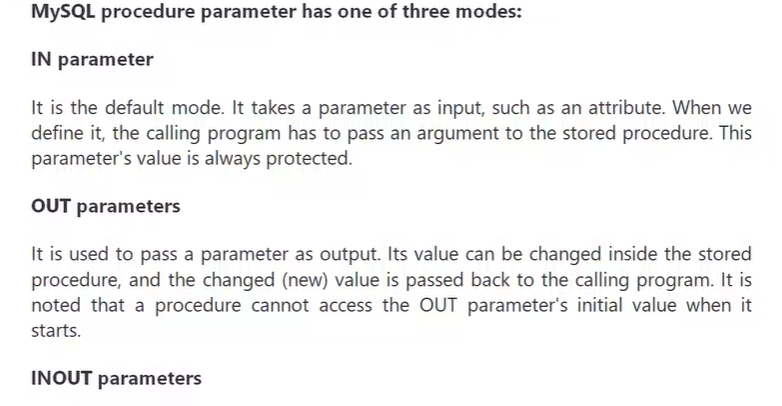 MySQL procedure parameter has one of three modes:
IN parameter
It is the default mode. It takes a parameter as input, such as an attribute. When we
define it, the calling program has to pass an argument to the stored procedure. This
parameter's value is always protected.
OUT parameters
It is used to pass a parameter as output. Its value can be changed inside the stored
procedure, and the changed (new) value is passed back to the calling program. It is
noted that a procedure cannot access the OUT parameter's initial value when it
starts.
INOUT parameters